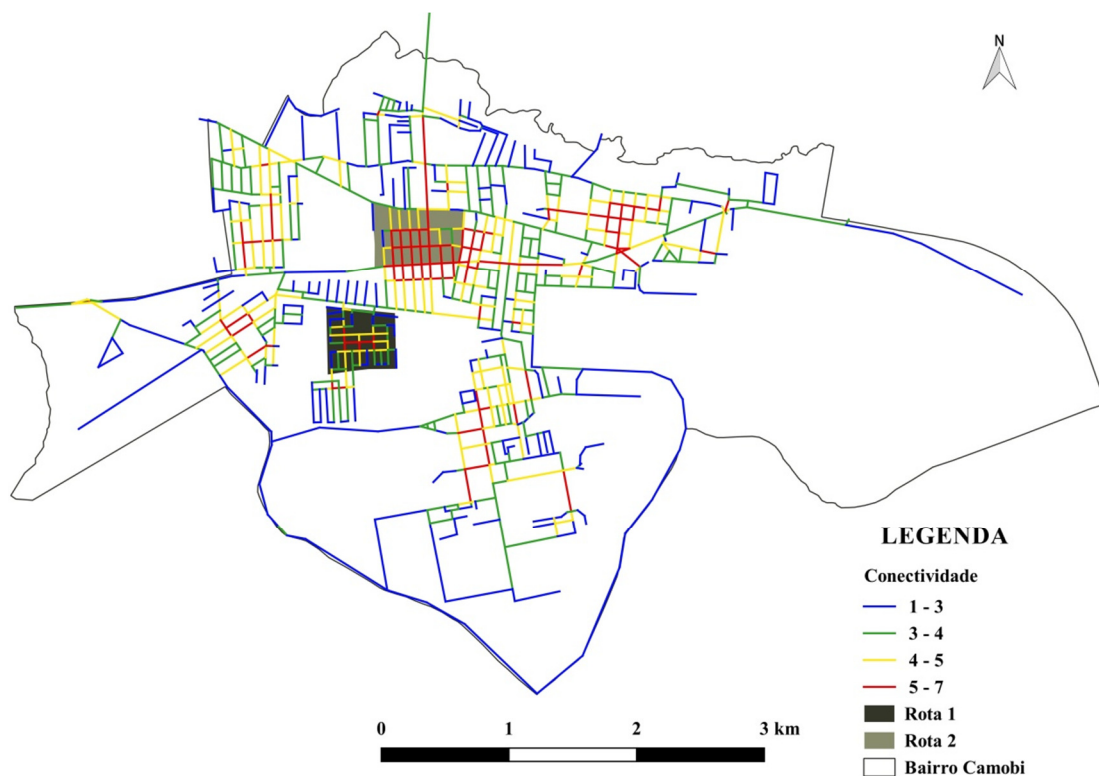 N
LEGENDA
Conectividade
1 - 3
3 - 4
4 - 5
5 - 7
Rota 1
Rota 2
Bairro Camobi
0 1 2 3 km